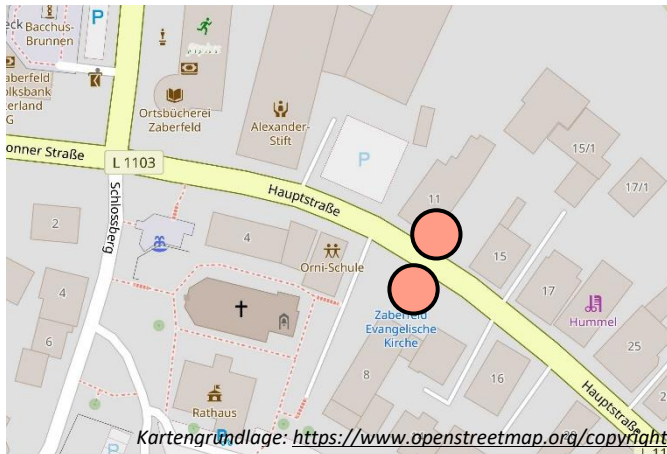 eck
Bacchus-
Brunnen
P
Zaberfeld
olksbank
erland
G
Ortsbücherei
Zaberfeld
Alexander-
Stift
P
15/1
17/1
onner Straße
L 1103
Hauptstraße
11
Schlossberg
2
4
Orni-Schule
15
17
Hummel
25
4
6
Zaberfeld
Evangelische
Kirche
8
16
Hauptstraße
Rathaus
P
Kartengrundlage: https://www.openstreetmap.org/copyright